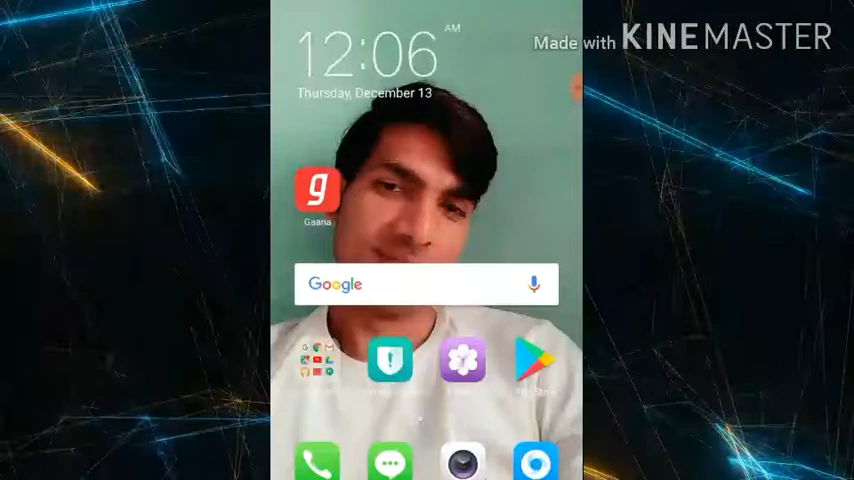 12:06 AM
Made with KINEMASTER
Thursday, December 13
g
Gaana
Google